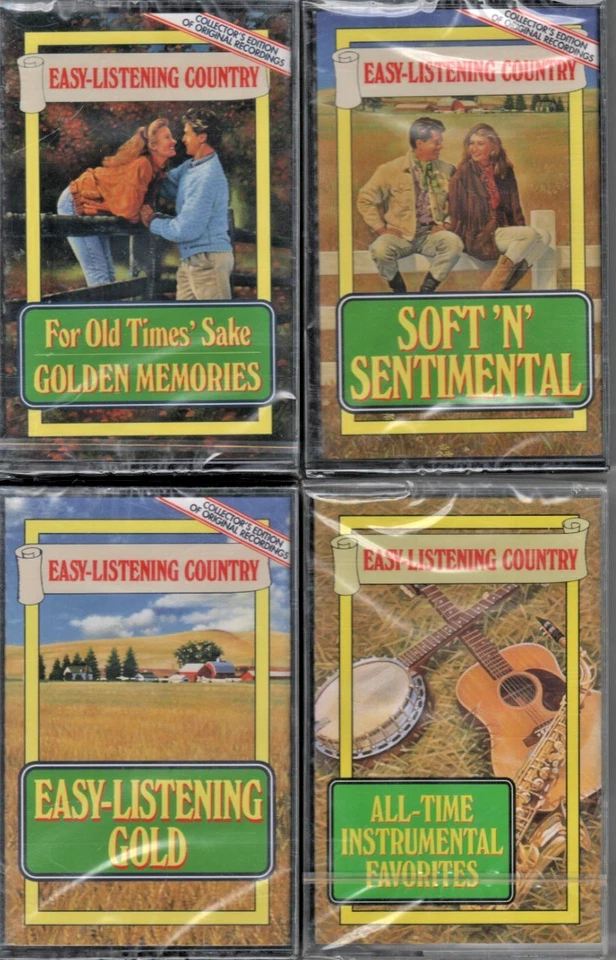 COLLECTOR'S EDITION
OF ORIGINAL RECORDINGS
EASY-LISTENING COUNTRY
For Old Times' Sake
GOLDEN MEMORIES
COLLECTOR'S EDITION
OF ORIGINAL RECORDINGS
EASY-LISTENING COUNTRY
SOFT 'N'
SENTIMENTAL
COLLECTOR'S EDITION
OF ORIGINAL RECORDINGS
EASY-LISTENING COUNTRY
EASY-LISTENING
GOLD
EASY-LISTENING COUNTRY
ALL-TIME
INSTRUMENTAL
FAVORITES